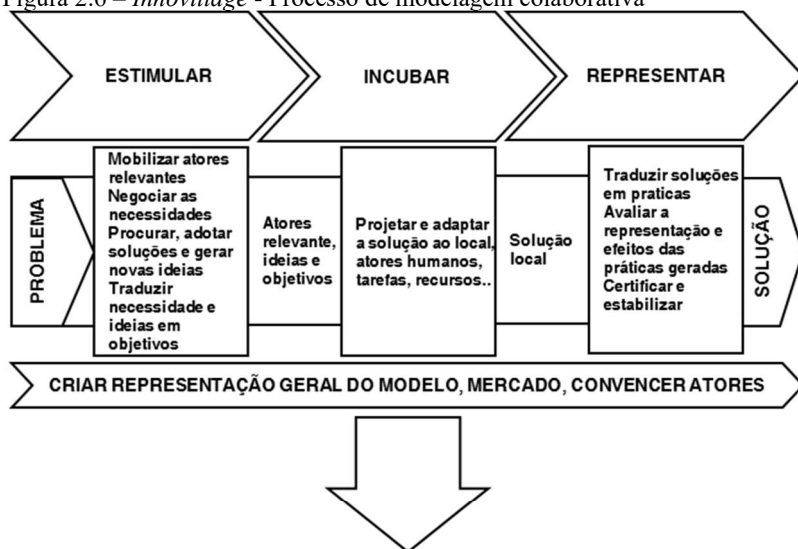 Figura 2.6 – Innovillage - Processo de modelagem colaborativa
ESTIMULAR
INCUBAR
REPRESENTAR
PROBLEMA
Mobilizar atores
relevantes
Negociar as
necessidades
Procurar, adotar
soluções e gerar
novas ideias
Traduzir
necessidade e
ideias em
objetivos
Atores
relevante,
ideias e
objetivos
Projetar e adaptar
a solução ao local,
atores humanos,
tarefas, recursos..
Solução
local
Traduzir soluções
em praticas
Avaliar a
representação e
efeitos das
práticas geradas
Certificar e
estabilizar
SOLUÇÃO
CRIAR REPRESENTAÇÃO GERAL DO MODELO, MERCADO, CONVENCER ATORES